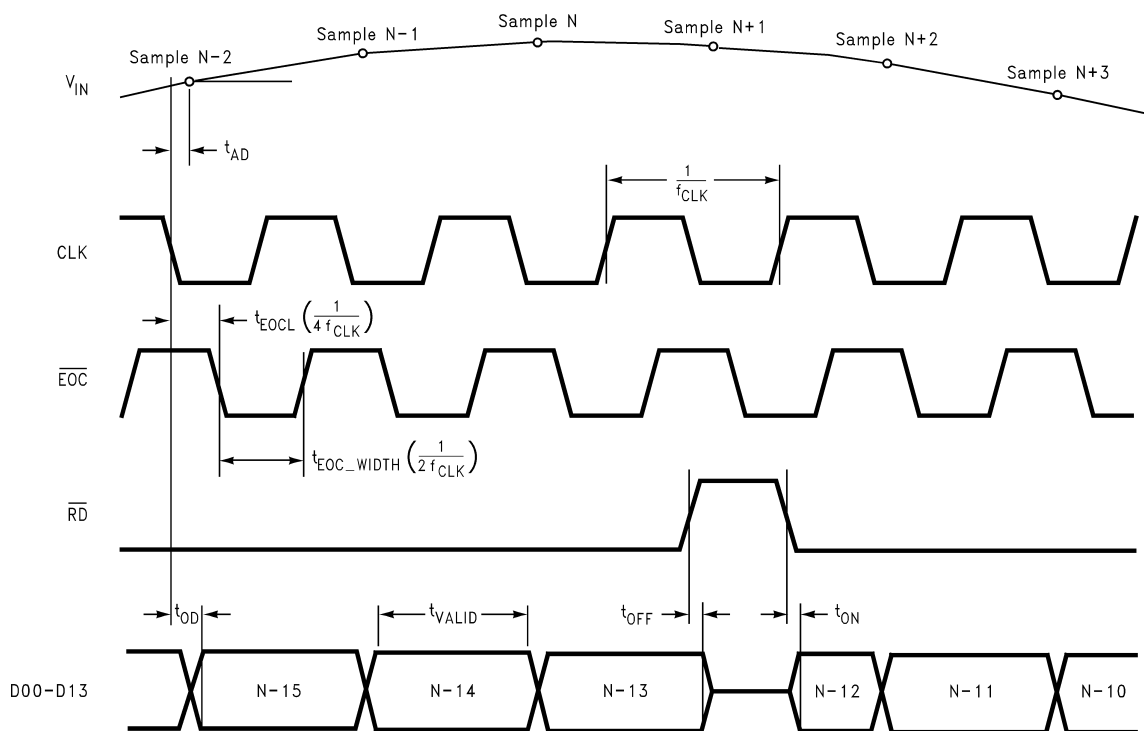 Sample N-2
Sample N-1
Sample N
Sample N+1
Sample N+2
Sample N+3
VIN
tAD
1
fCLK
CLK
tEOCL (1
4 fCLK)
EOC
tEOC_WIDTH (1
2 fCLK)
RD
tOD
tVALID
tOFF
tON
D00-D13
N-15
N-14
N-13
N-12
N-11
N-10